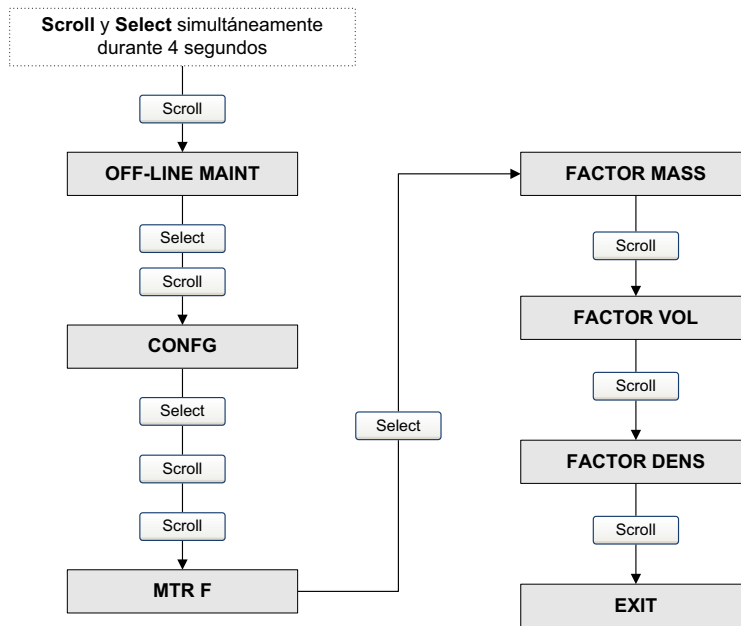 Scroll y Select simultáneamente
durante 4 segundos
Scroll
OFF-LINE MAINT
Select
Scroll
CONFG
Select
Scroll
Scroll
MTR F
Select
FACTOR MASS
Scroll
FACTOR VOL
Scroll
FACTOR DENS
Scroll
EXIT